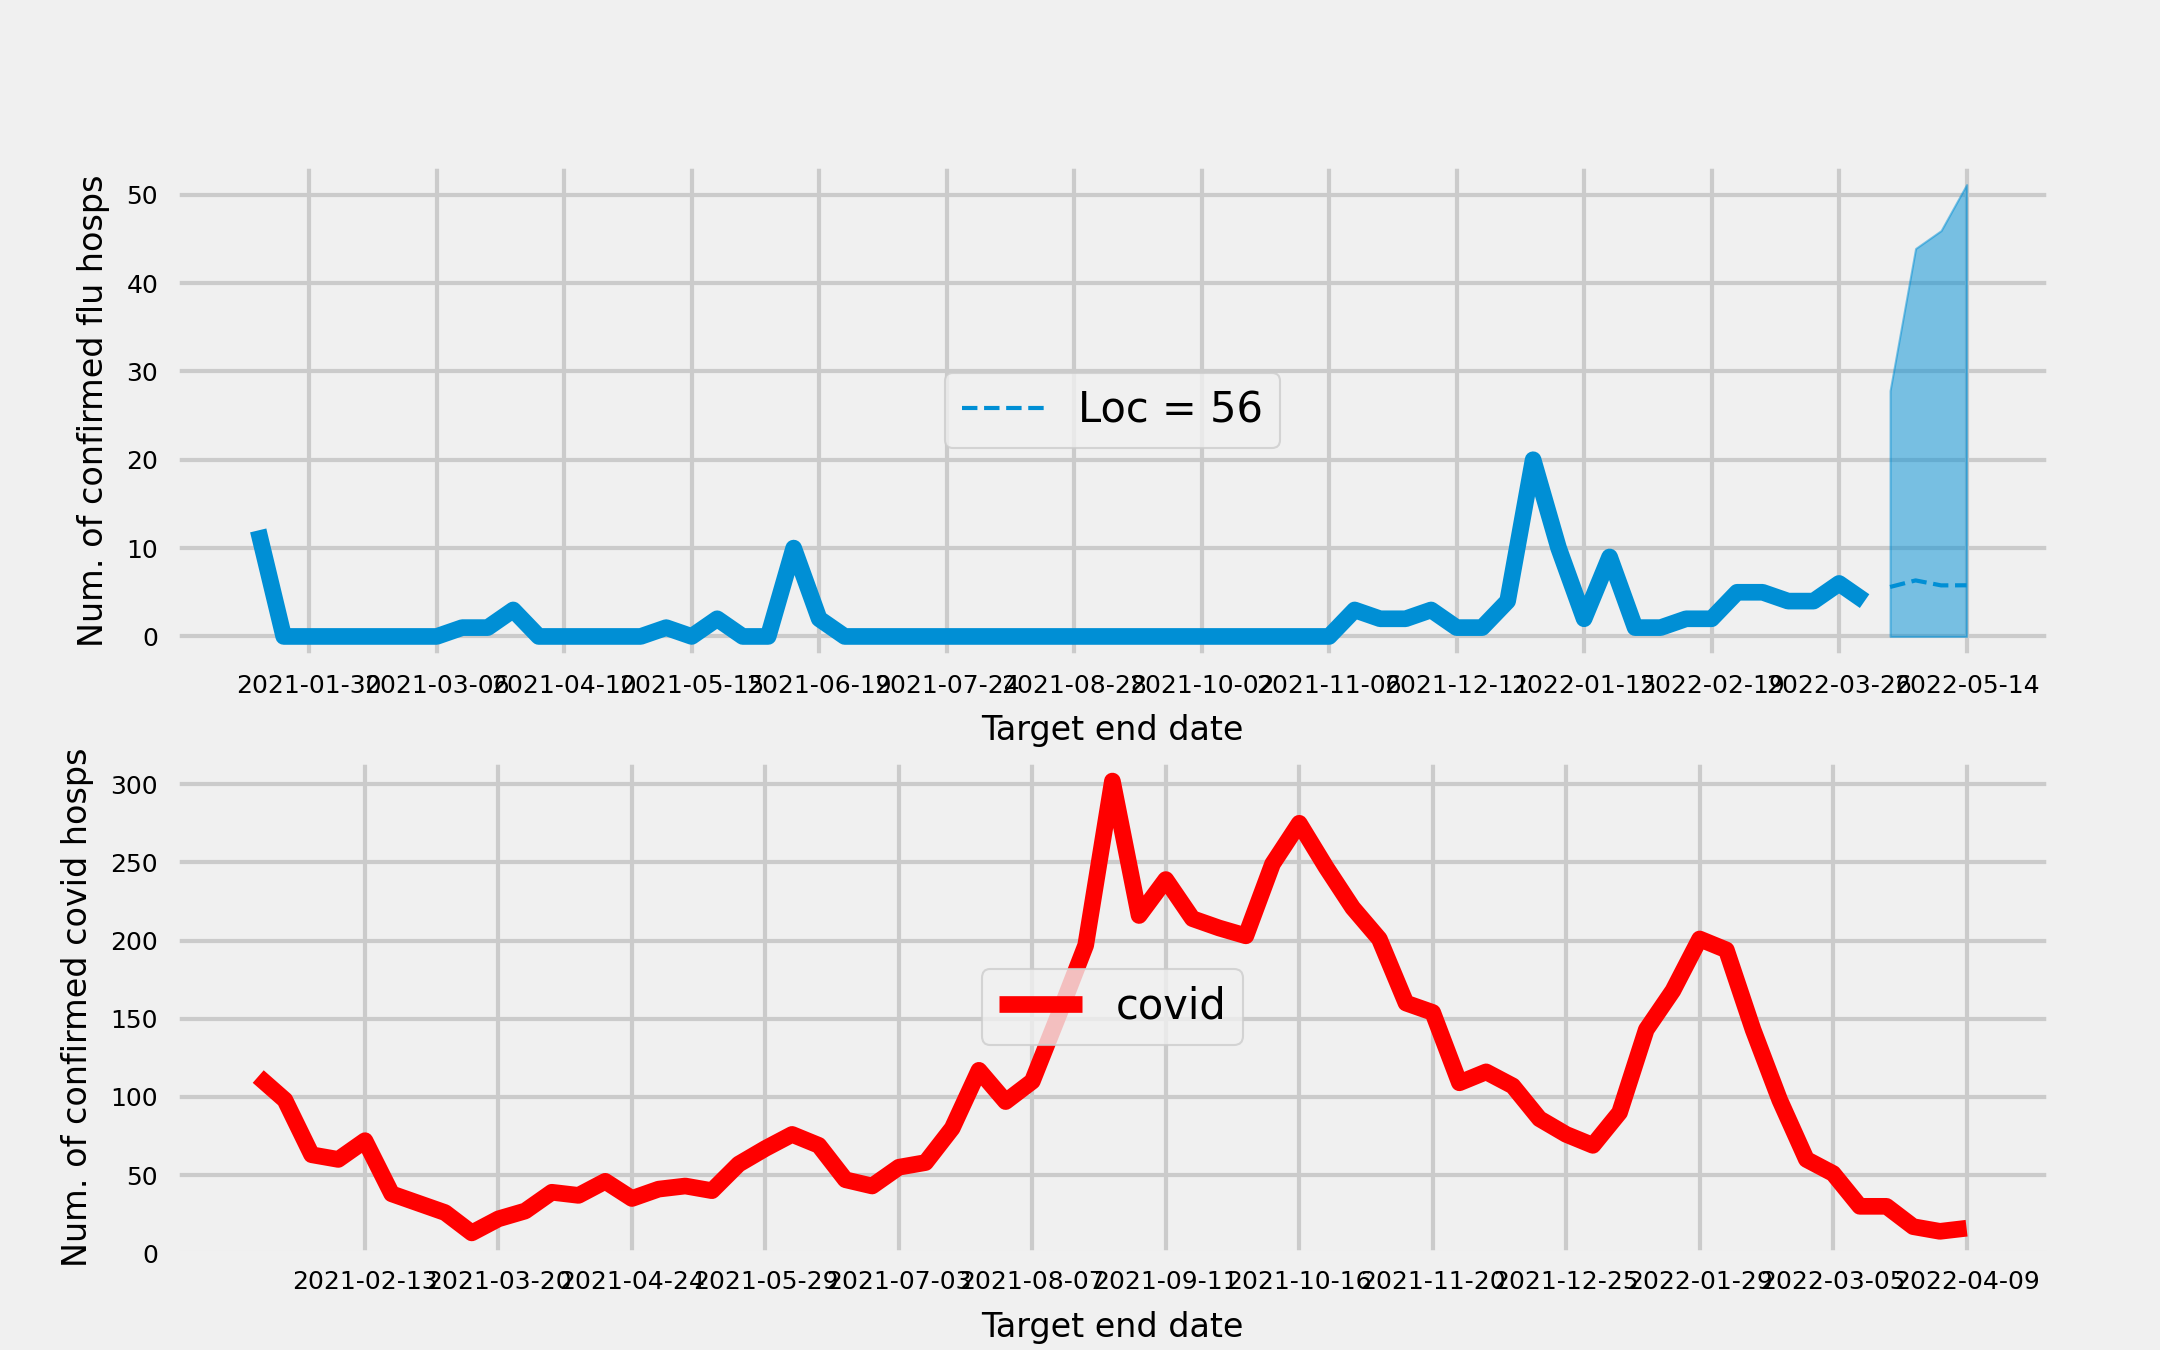 Num. of confirmed flu hosps
50
40
30
20
10
0
Loc = 56
2021-01-30 2021-03-06 2021-04-10 2021-05-15 2021-06-19 2021-07-24 2021-08-28 2021-10-02 2021-11-06 2021-12-11 2022-01-15 2022-02-19 2022-03-26 2022-05-14
Target end date
Num. of confirmed covid hosps
300
250
200
150
100
50
0
covid
2021-02-13 2021-03-20 2021-04-24 2021-05-29 2021-07-03 2021-08-07 2021-09-11 2021-10-16 2021-11-20 2021-12-25 2022-01-29 2022-03-05 2022-04-09
Target end date